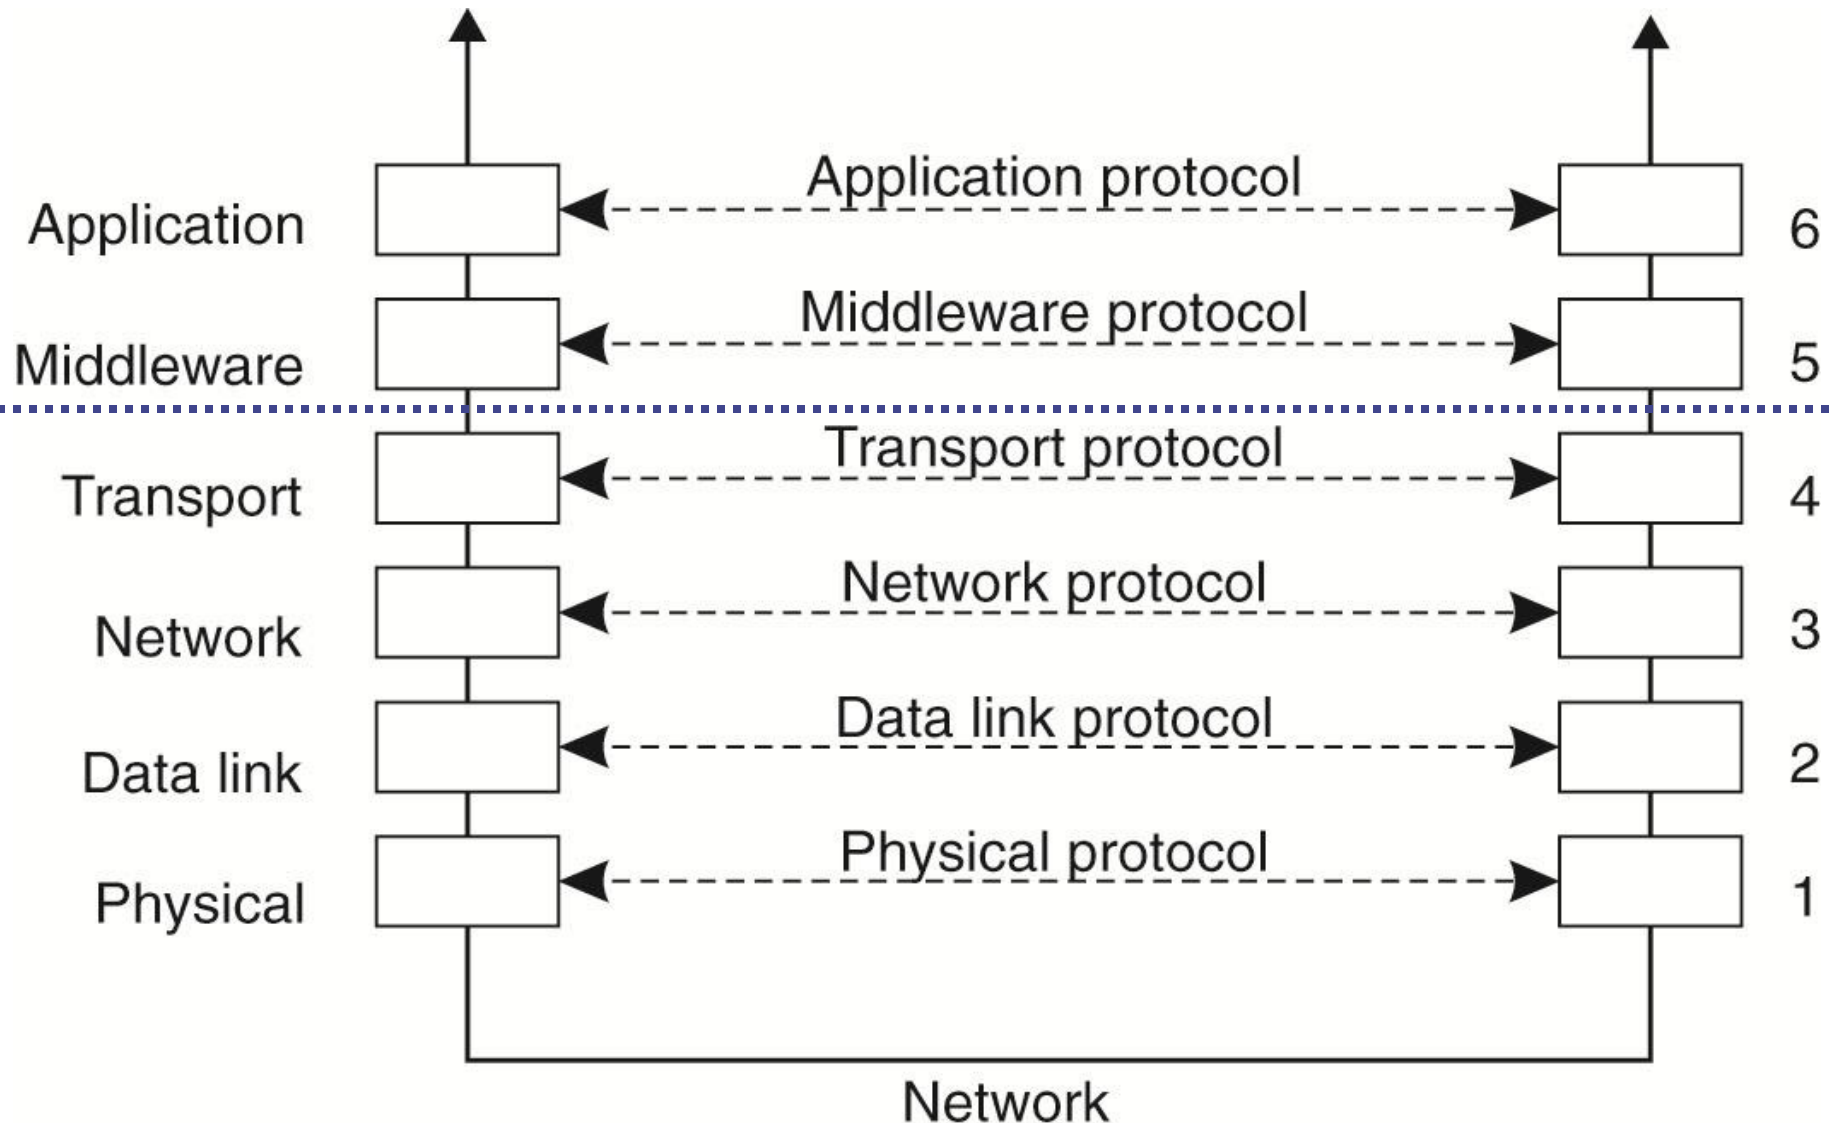 Application protocol
Application
6
Middleware protocol
Middleware
5
Transport protocol
Transport
4
Network protocol
Network
3
Data link protocol
Data link
2
Physical protocol
Physical
1
Network